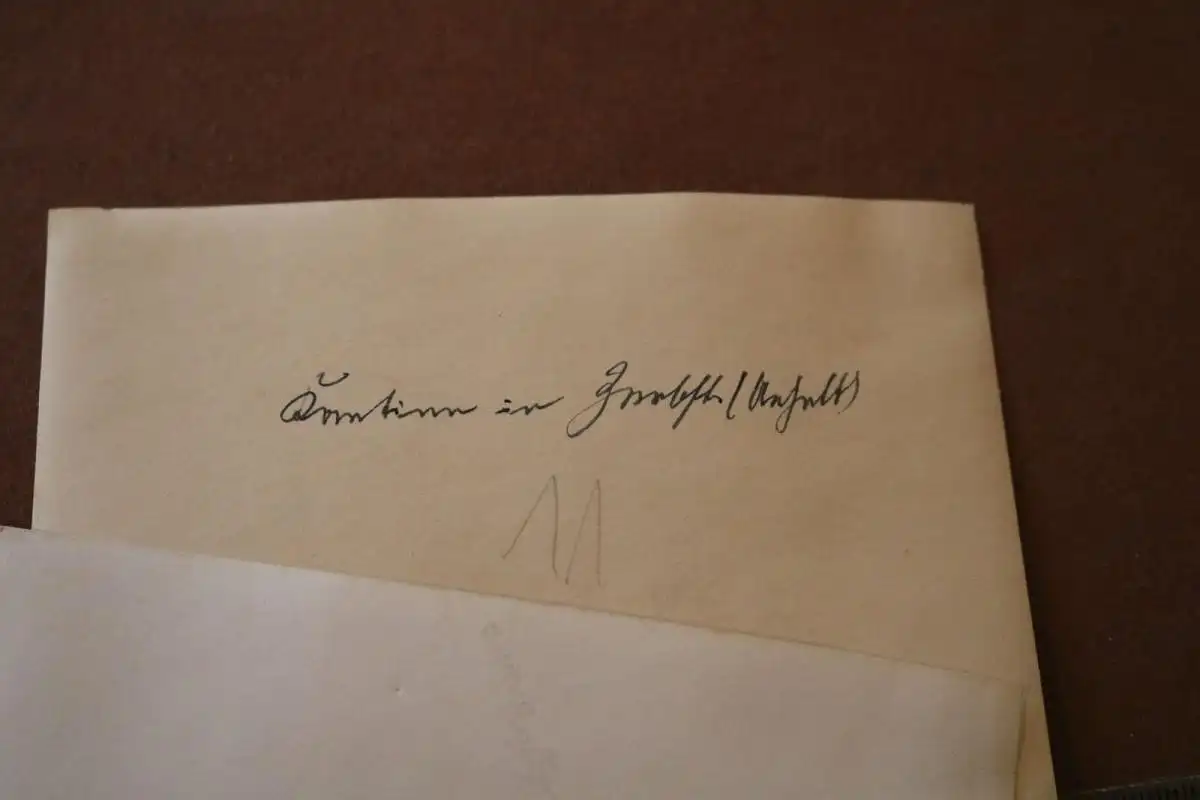 Kantine in Zerbst (Anhalt)
11